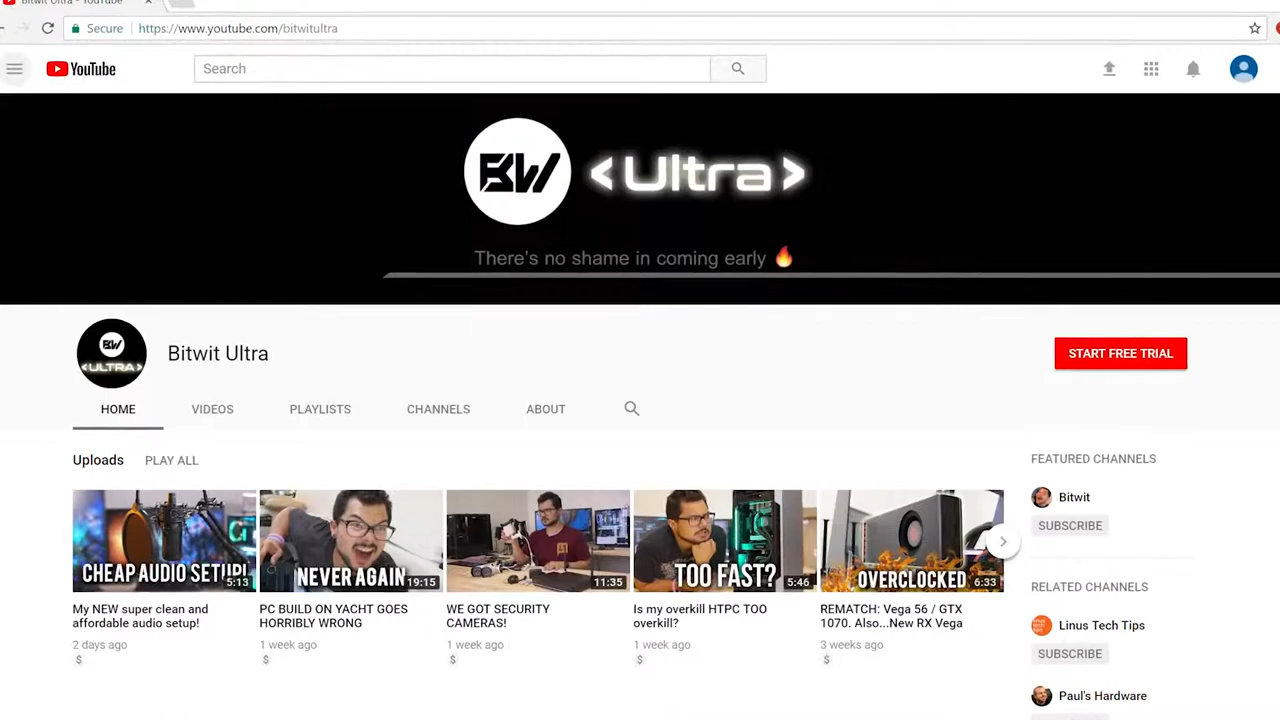 Bitwit Ultra - YouTube
Secure https://www.youtube.com/bitwitultra
YouTube
Search
BW <Ultra>
There's no shame in coming early 🔥
BW
<ULTRA>
Bitwit Ultra
START FREE TRIAL
HOME VIDEOS PLAYLISTS CHANNELS ABOUT
Uploads PLAY ALL
CHEAP AUDIO SETUP! 5:13
My NEW super clean and
affordable audio setup!
2 days ago
$
NEVER AGAIN 19:15
PC BUILD ON YACHT GOES
HORRIBLY WRONG
1 week ago
$
11:35
WE GOT SECURITY
CAMERAS!
1 week ago
$
TOO FAST? 5:46
Is my overkill HTPC TOO
overkill?
1 week ago
$
OVERCLOCKED 6:33
REMATCH: Vega 56 / GTX
1070. Also...New RX Vega
3 weeks ago
$
FEATURED CHANNELS
Bitwit
SUBSCRIBE
RELATED CHANNELS
Linus Tech Tips
SUBSCRIBE
Paul's Hardware